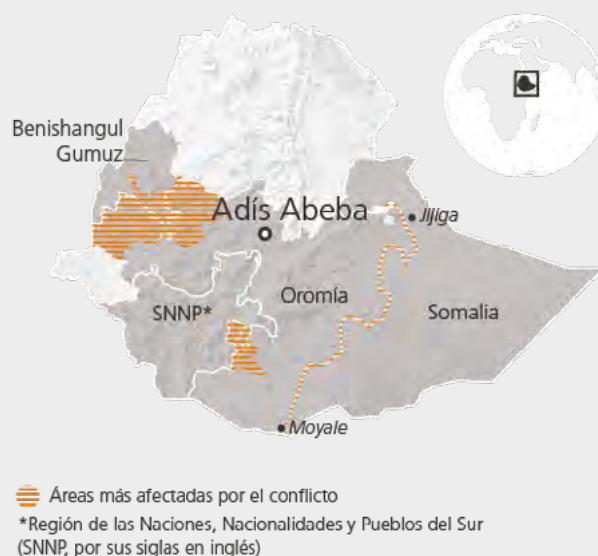 Benishangul
Gumuz
Adís Abeba
Jijiga
Oromía
SNNP*
Somalia
Moyale
Áreas más afectadas por el conflicto
*Región de las Naciones, Nacionalidades y Pueblos del Sur
(SNNP, por sus siglas en inglés)